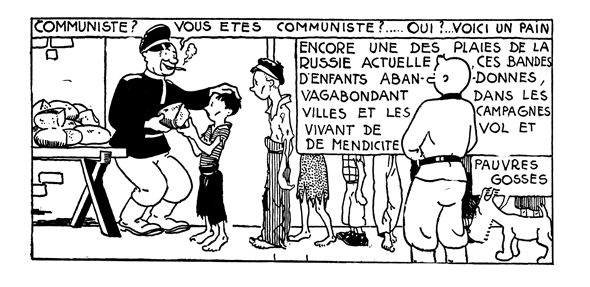 COMMUNISTE? VOUS ETES COMMUNISTE?..... OUI?...VOICI UN PAIN
ENCORE UNE DES PLAIES DE LA
RUSSIE ACTUELLE, CES BANDES
D'ENFANTS ABAN- -DONNES,
VAGABONDANT DANS LES
VILLES ET LES CAMPAGNES
VIVANT DE VOL ET
DE MENDICITE
PAUVRES
GOSSES